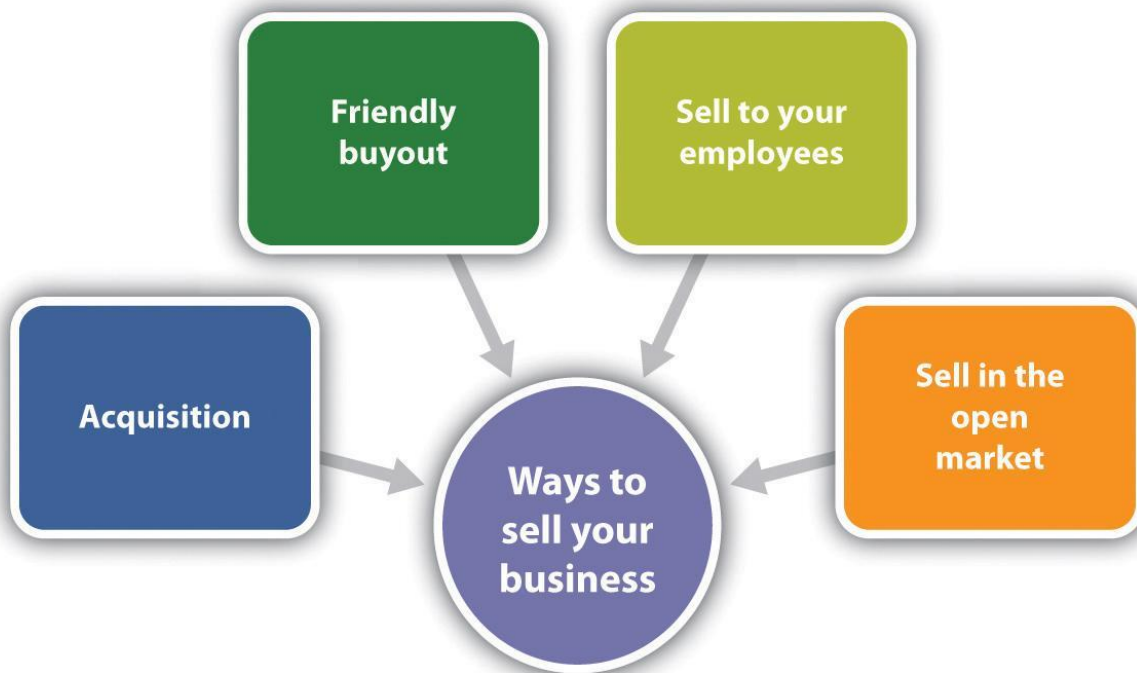 Friendly
buyout
Sell to your
employees
Acquisition
Sell in the
open
market
Ways to
sell your
business